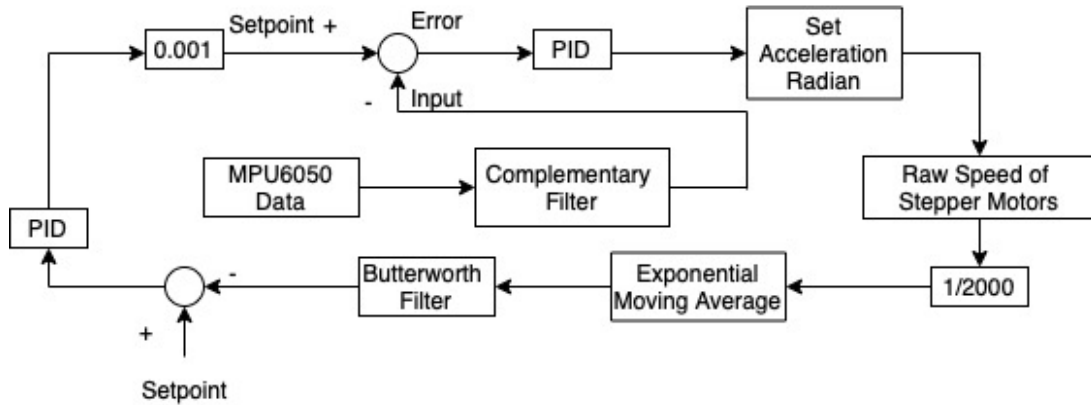 0.001
Setpoint +
Error
PID
Set
Acceleration
Radian
-
Input
MPU6050
Data
Complementary
Filter
Raw Speed of
Stepper Motors
PID
-
Butterworth
Filter
Exponential
Moving Average
1/2000
+
Setpoint